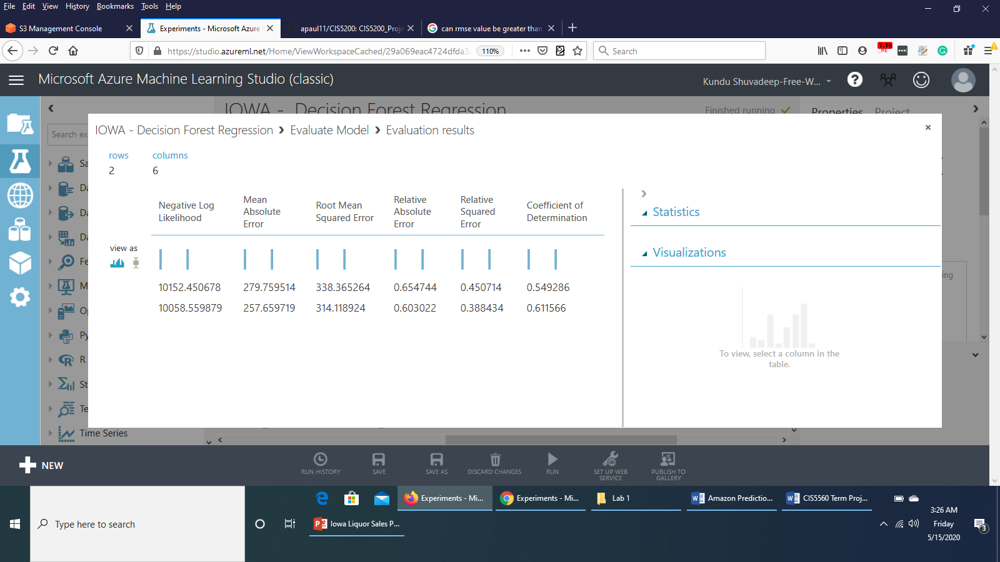 File Edit View History Bookmarks Tools Help
S3 Management Console
Experiments - Microsoft Azure
apaul11/CIS5200: CIS5200_Proje
can rmse value be greater than
https://studio.azureml.net/Home/ViewWorkspaceCached/29a069eac4724dfda3
110%
Search
7.1k
Microsoft Azure Machine Learning Studio (classic)
Kundu Shuvadeep-Free-W...
IOWA - Decision Forest Regression
Finished running
Properties Project
Search ex
IOWA - Decision Forest Regression > Evaluate Model > Evaluation results
rows columns
2 6
Negative Log Likelihood
Mean Absolute Error
Root Mean Squared Error
Relative Absolute Error
Relative Squared Error
Coefficient of Determination
view as
10152.450678 279.759514 338.365264 0.654744 0.450714 0.549286
10058.559879 257.659719 314.118924 0.603022 0.388434 0.611566
Statistics
Visualizations
To view, select a column in the
table.
ing
Sa
Da
Da
Da
Fe
M
Op
Py
R
St
Te
Time Series
NEW
RUN HISTORY
SAVE
SAVE AS
DISCARD CHANGES
RUN
SET UP WEB
SERVICE
PUBLISH TO
GALLERY
Type here to search
Experiments - Mi...
Experiments - Mi...
Lab 1
Amazon Predictio...
CIS5560 Term Proj...
Iowa Liquor Sales P...
3:26 AM
Friday
5/15/2020
3